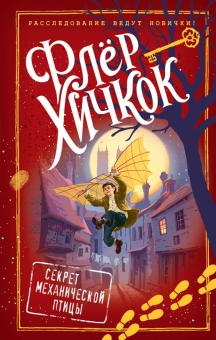 РАССЛЕДОВАНИЕ ВЕДУТ НОВИЧКИ!
ФЛЁР
ХИЧКОК
СЕКРЕТ
МЕХАНИЧЕСКОЙ
ПТИЦЫ